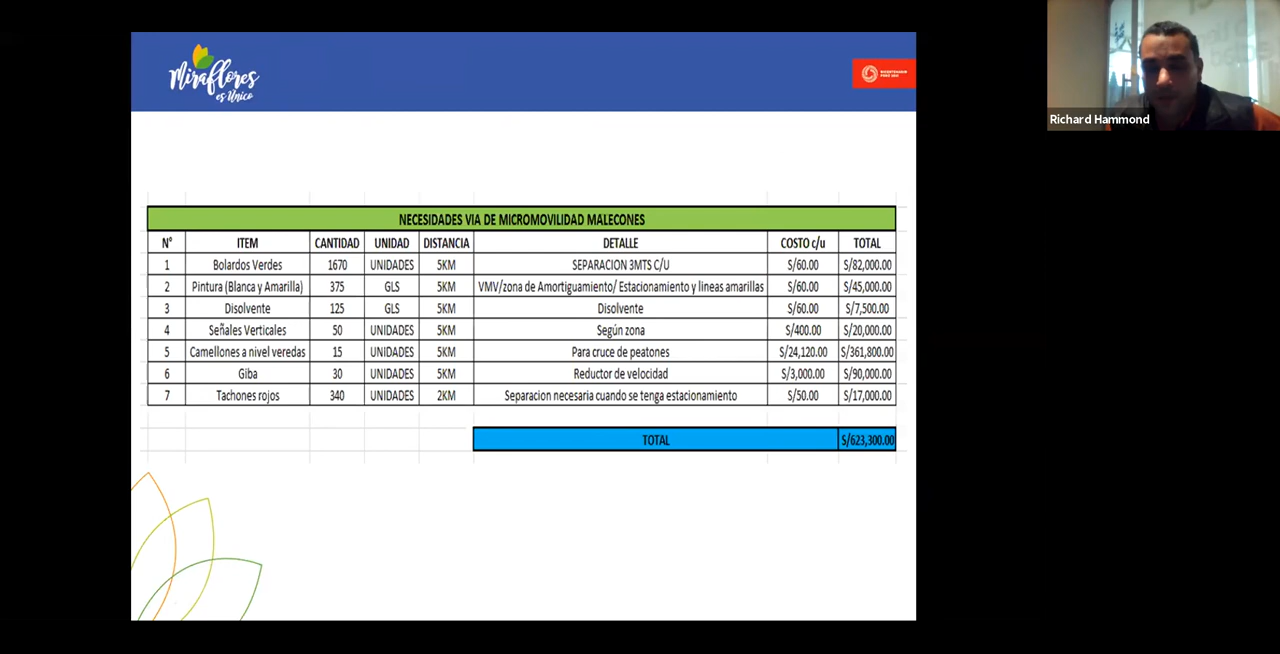 Miraflores
es Único
BICENTENARIO
PERÚ 2021
Richard Hammond
NECESIDADES VIA DE MICROMOVILIDAD MALECONES
N° ITEM CANTIDAD UNIDAD DISTANCIA DETALLE COSTO c/u TOTAL
1 Bolardos Verdes 1670 UNIDADES 5KM SEPARACION 3MTS C/U S/60.00 S/82,000.00
2 Pintura (Blanca y Amarilla) 375 GLS 5KM VMV/zona de Amortiguamiento/ Estacionamiento y lineas amarillas S/60.00 S/45,000.00
3 Disolvente 125 GLS 5KM Disolvente S/60.00 S/7,500.00
4 Señales Verticales 50 UNIDADES 5KM Según zona S/400.00 S/20,000.00
5 Camellones a nivel veredas 15 UNIDADES 5KM Para cruce de peatones S/24,120.00 S/361,800.00
6 Giba 30 UNIDADES 5KM Reductor de velocidad S/3,000.00 S/90,000.00
7 Tachones rojos 340 UNIDADES 2KM Separacion necesaria cuando se tenga estacionamiento S/50.00 S/17,000.00
TOTAL S/623,300.00